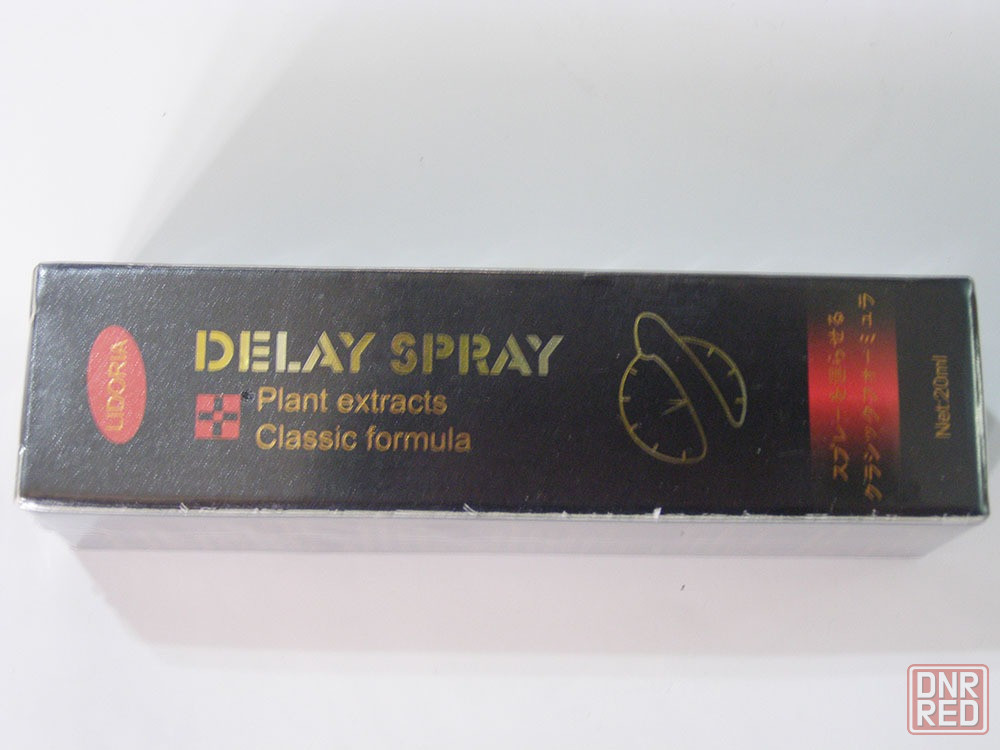 LIDORIA
DELAY SPRAY
Plant extracts
Classic formula
スプレーを遅らせる
クラシックフォーミュラ
Net:20ml
DNR
RED